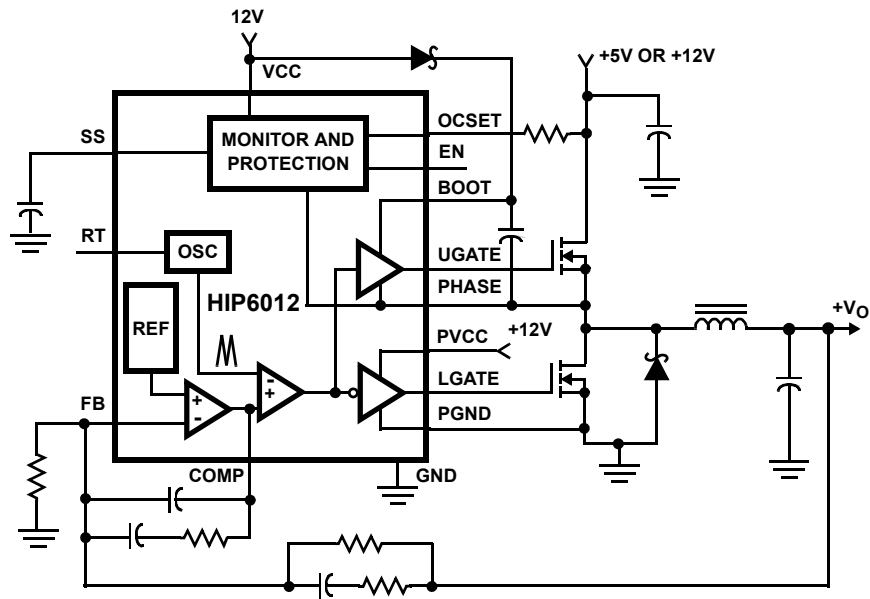 12V
VCC
+5V OR +12V
SS
MONITOR AND
PROTECTION
OCSET
EN
BOOT
RT
OSC
UGATE
HIP6012
PHASE
REF
+12V
+VO
PVCC
- +
LGATE
FB
+ -
PGND
COMP
GND